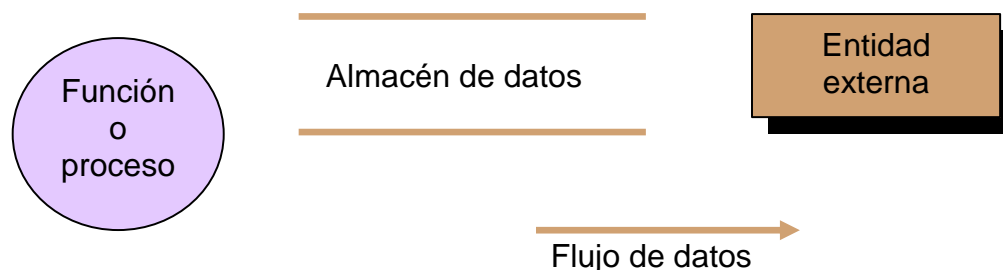 Función
o
proceso
Almacén de datos
Entidad
externa
Flujo de datos